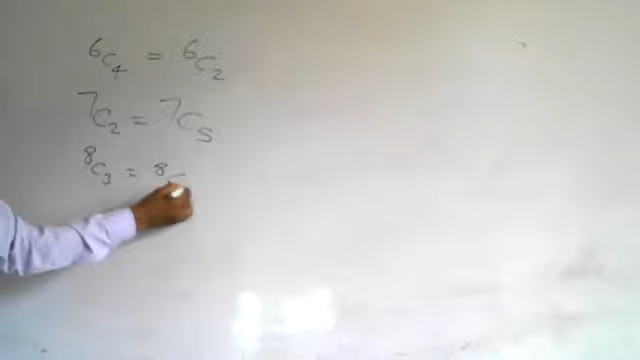 ⁶C₄ = ⁶C₂
⁷C₂ = ⁷C₅
⁸C₃ = ⁸